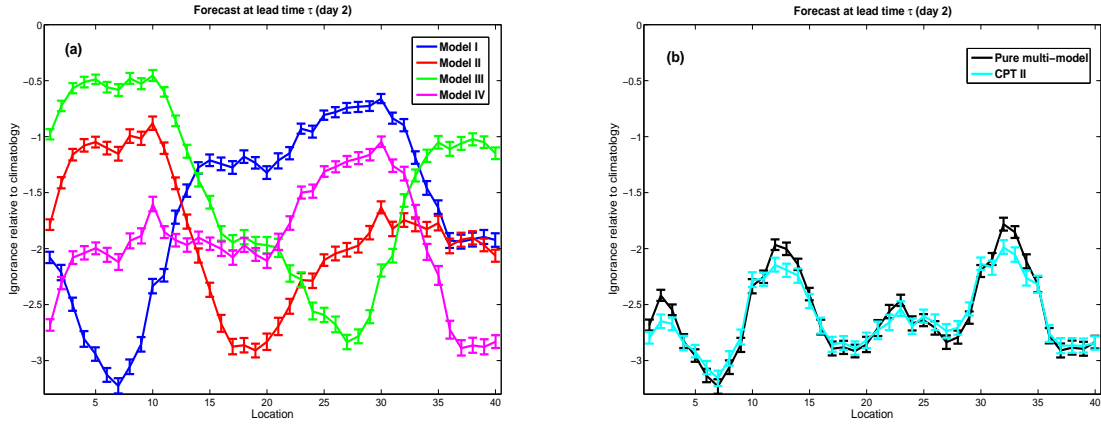 Forecast at lead time τ (day 2)
(a)
Model I
Model II
Model III
Model IV
Ignorance relative to climatology
0
−0.5
−1
−1.5
−2
−2.5
−3
5 10 15 20 25 30 35 40
Location
Forecast at lead time τ (day 2)
(b)
Pure multi−model
CPT II
Ignorance relative to climatology
0
−0.5
−1
−1.5
−2
−2.5
−3
5 10 15 20 25 30 35 40
Location